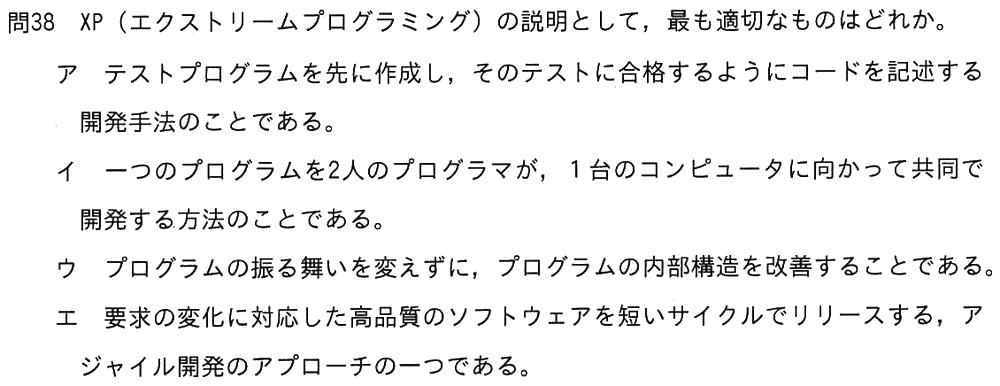 問38 XP（エクストリームプログラミング）の説明として，最も適切なものはどれか。
ア テストプログラムを先に作成し，そのテストに合格するようにコードを記述する
開発手法のことである。
イ 一つのプログラムを2人のプログラマが，1台のコンピュータに向かって共同で
開発する方法のことである。
ウ プログラムの振る舞いを変えずに，プログラムの内部構造を改善することである。
エ 要求の変化に対応した高品質のソフトウェアを短いサイクルでリリースする，ア
ジャイル開発のアプローチの一つである。